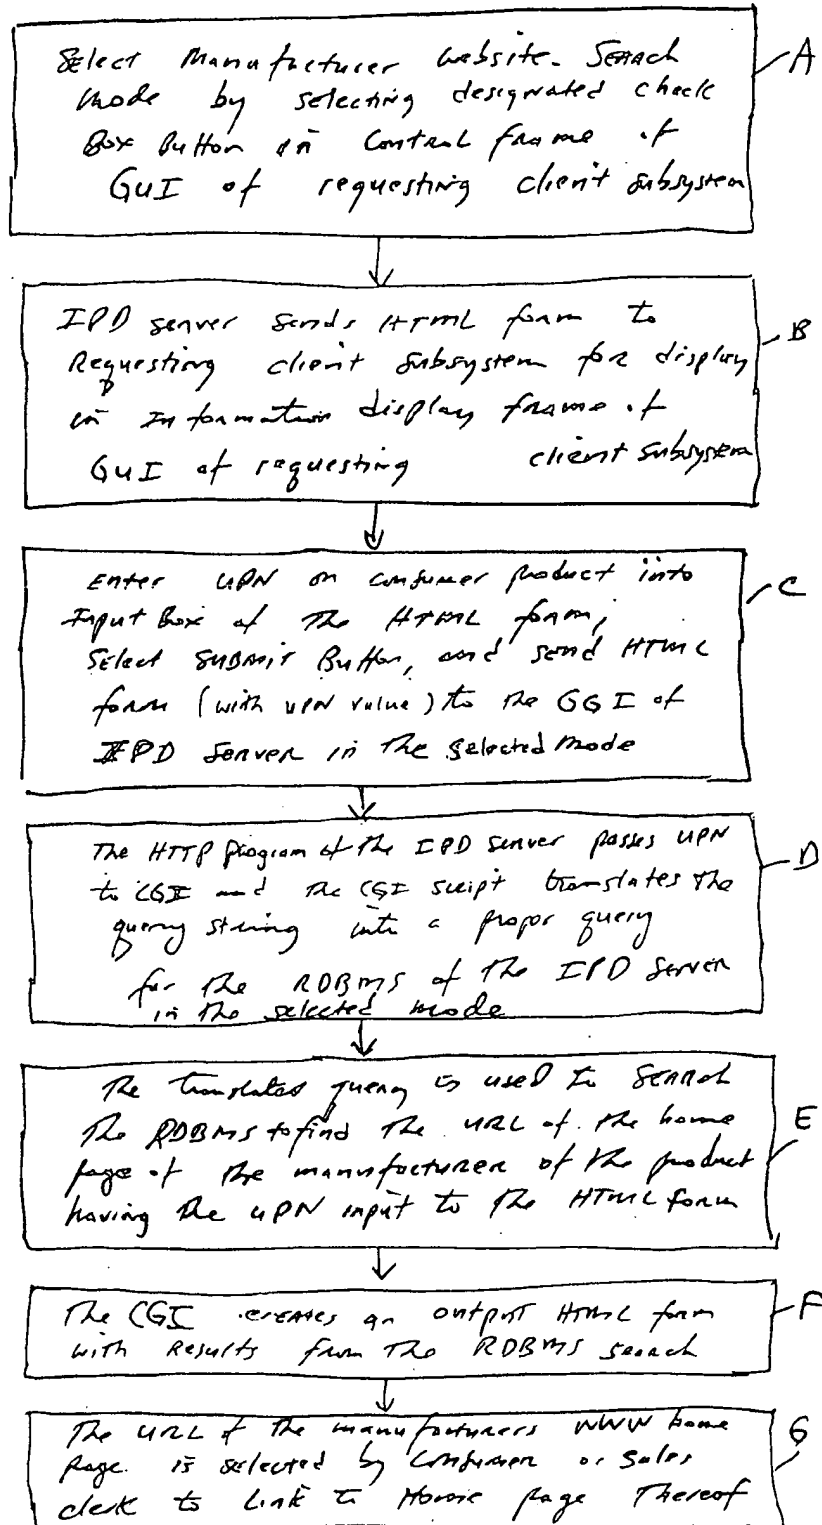 Select Manufacturer Website Search
Mode by selecting designated check
Box Button in Control frame of
GUI of requesting client subsystem
A
IPD server sends HTML form to
Requesting client subsystem for display
in Information display frame of
GUI of requesting client subsystem
B
Enter UPN on consumer product into
Input Box of the HTML form,
Select SUBMIT Button, and send HTML
form (with UPN value) to the GGI of
IPD Server in the selected mode
C
The HTTP program of the IPD Server passes UPN
to CGI and the CGI script translates the
query string into a proper query
for the RDBMS of the IPD Server
in the selected mode
D
The translated query is used to Search
the RDBMS to find the URL of the home
page of the manufacturer of the product
having the UPN input to the HTML form
E
The CGI creates an output HTML form
with Results from the RDBMS search
F
The URL of the manufacturers WWW home
page is selected by Consumer or Sales
clerk to Link to Home page Thereof
G